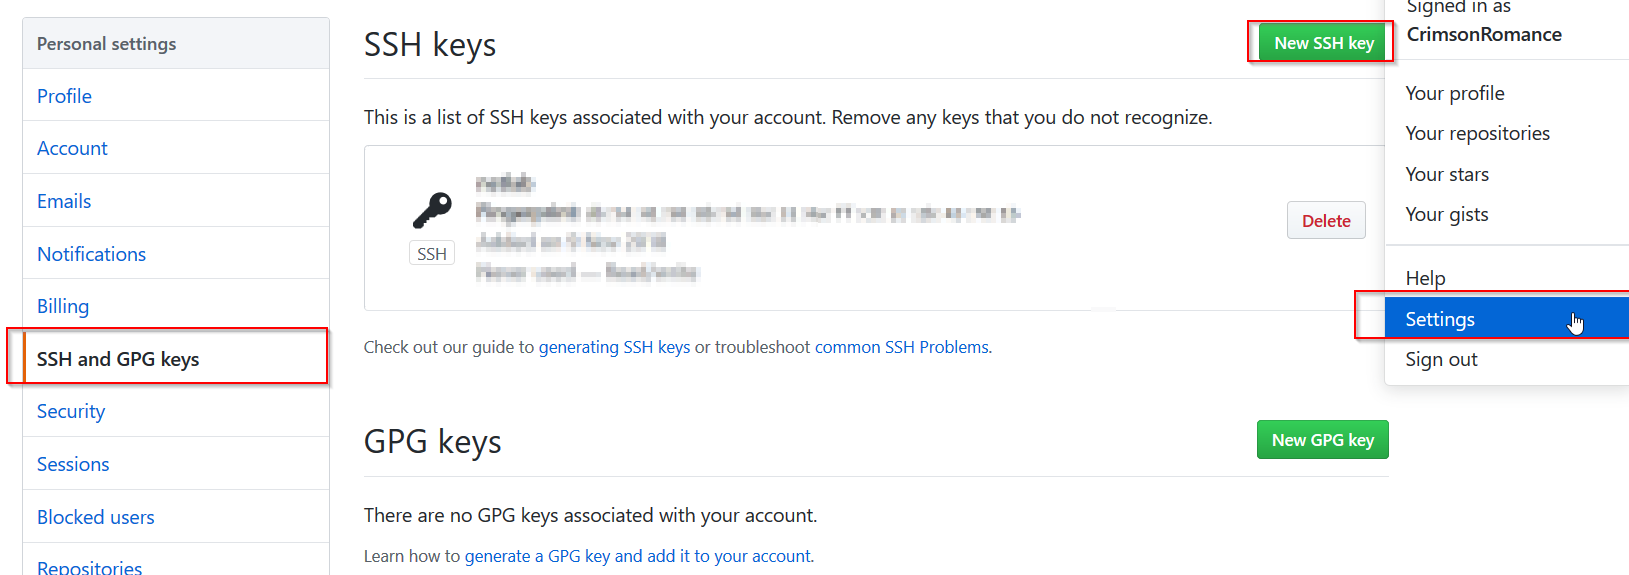 Personal settings
Profile
Account
Emails
Notifications
Billing
SSH and GPG keys
Security
Sessions
Blocked users
Repositories
SSH keys
New SSH key
This is a list of SSH keys associated with your account. Remove any keys that you do not recognize.
SSH
Delete
Check out our guide to generating SSH keys or troubleshoot common SSH Problems.
GPG keys
New GPG key
There are no GPG keys associated with your account.
Learn how to generate a GPG key and add it to your account.
Signed in as
CrimsonRomance
Your profile
Your repositories
Your stars
Your gists
Help
Settings
Sign out